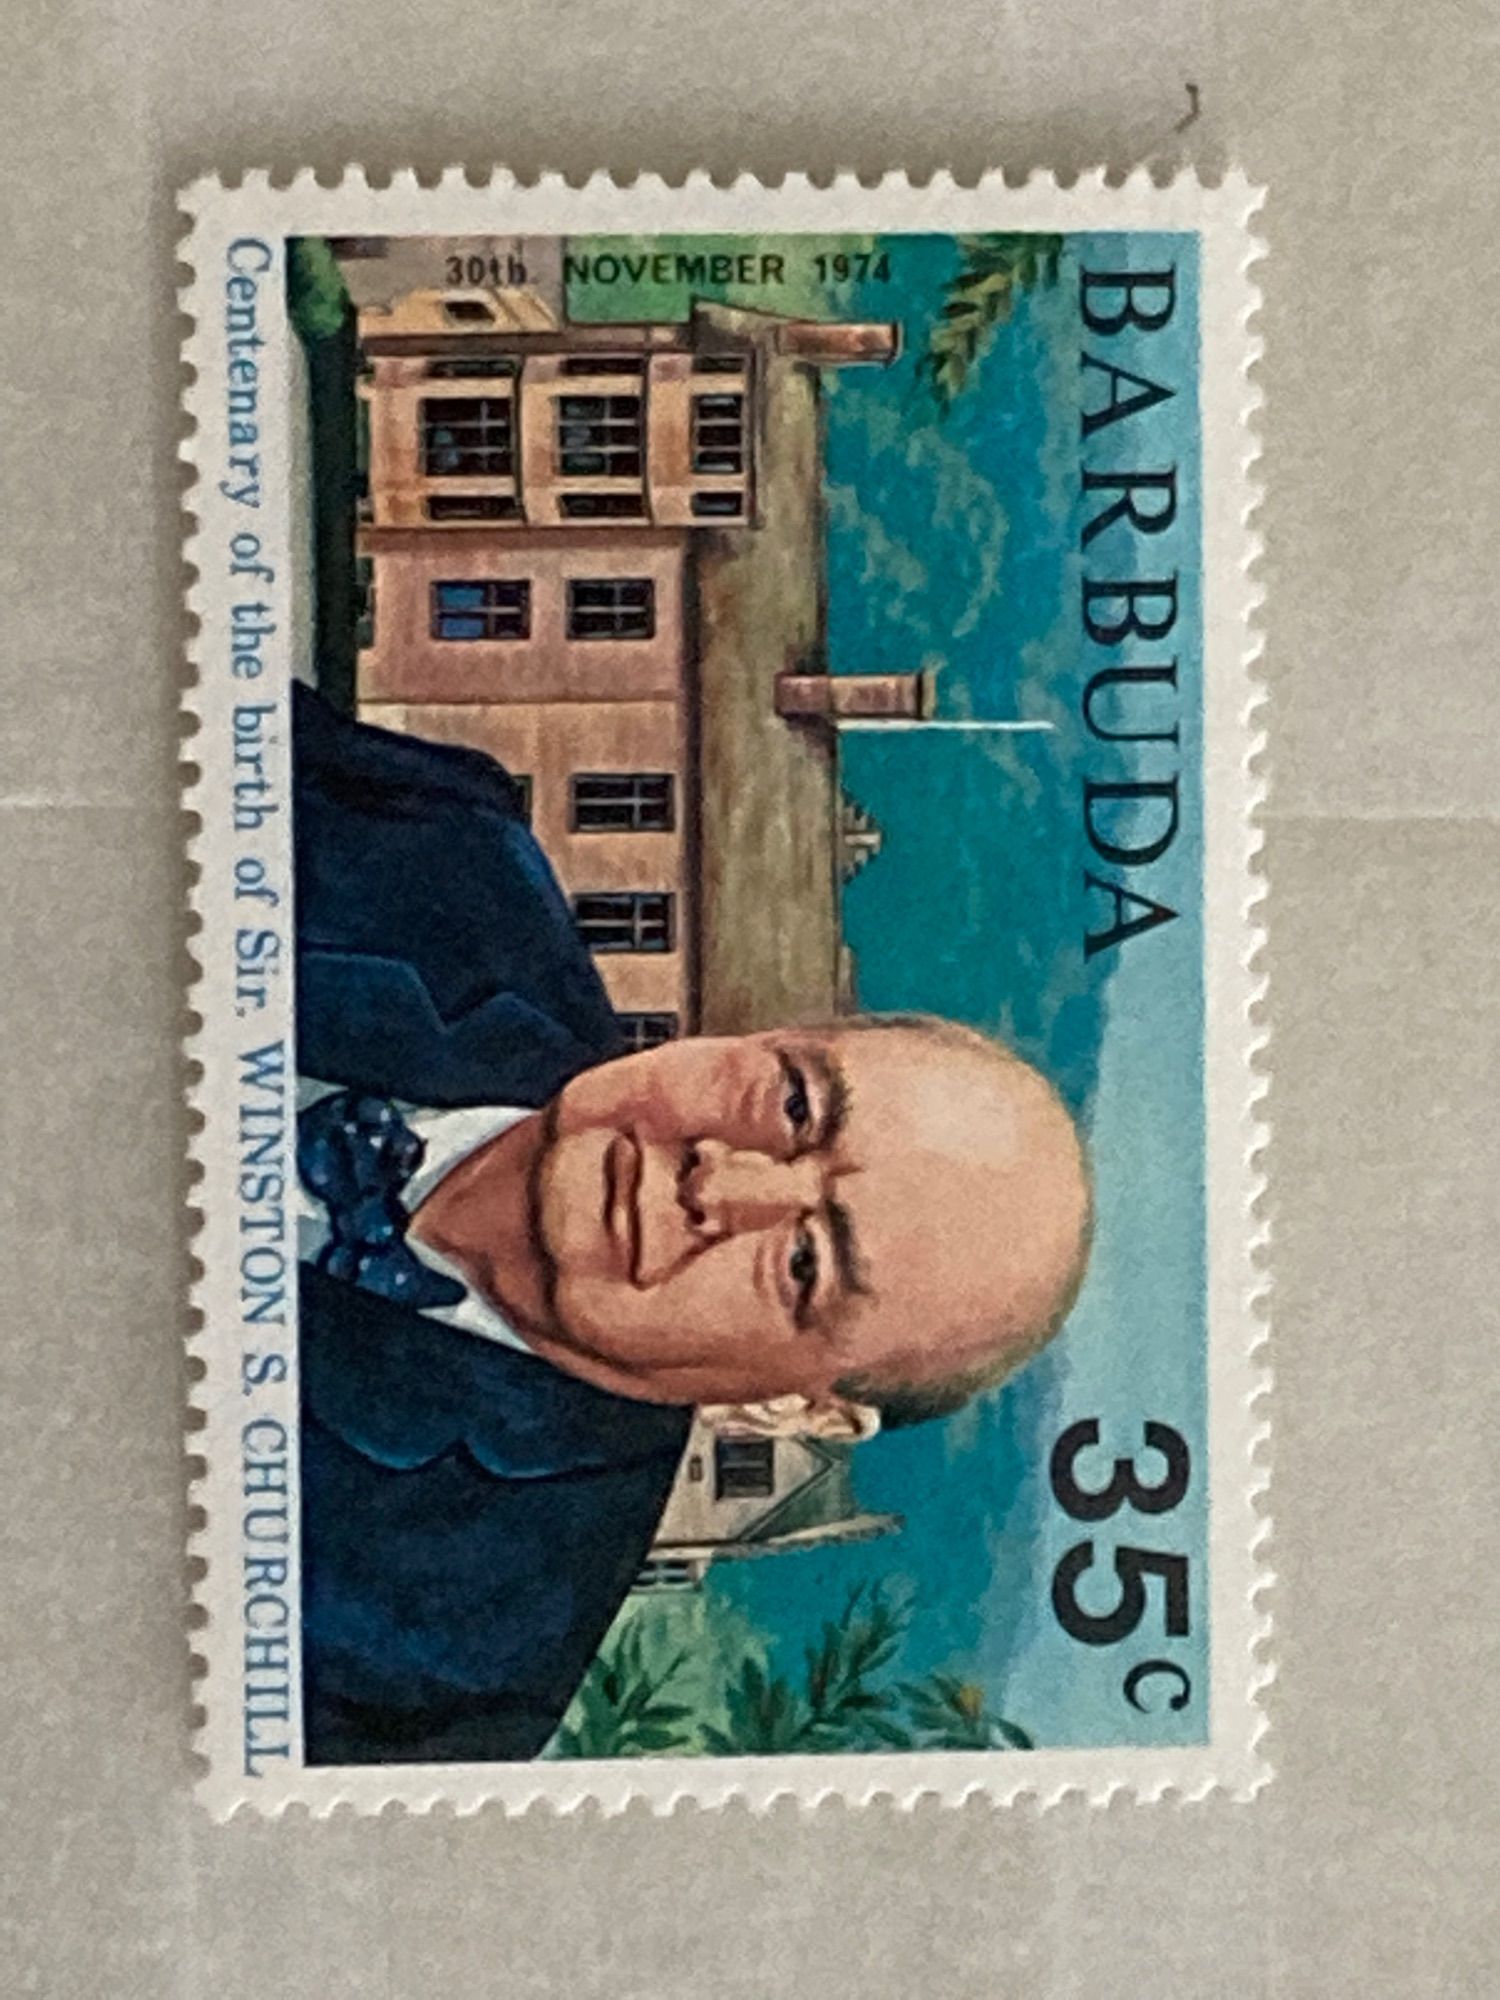 BARBUDA
35c
30th. NOVEMBER 1974
Centenary of the birth of Sir. WINSTON S. CHURCHILL